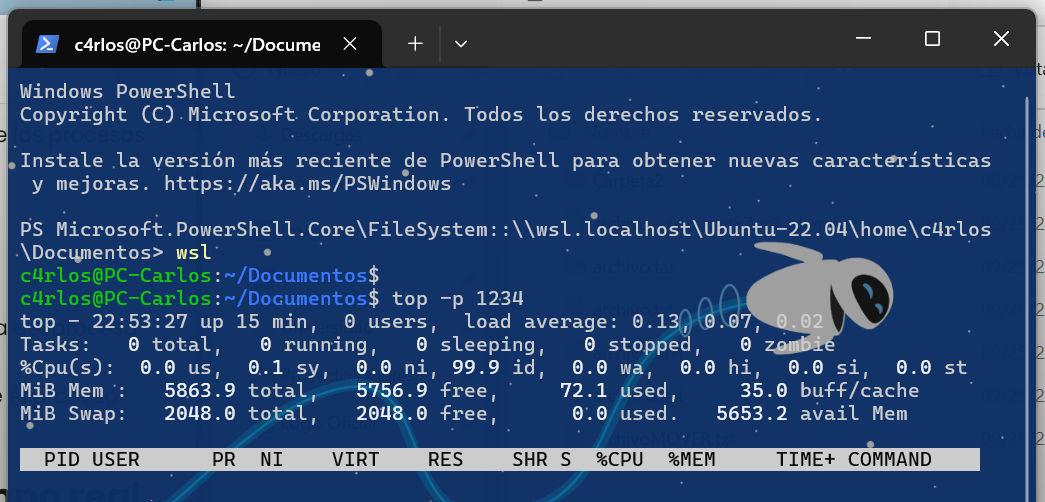 c4rlos@PC-Carlos: ~/Docume
Windows PowerShell
Copyright (C) Microsoft Corporation. Todos los derechos reservados.
Instale la versión más reciente de PowerShell para obtener nuevas características
y mejoras. https://aka.ms/PSWindows
PS Microsoft.PowerShell.Core\FileSystem::\\wsl.localhost\Ubuntu-22.04\home\c4rlos
\Documentos> wsl
c4rlos@PC-Carlos:~/Documentos$
c4rlos@PC-Carlos:~/Documentos$ top -p 1234
top - 22:53:27 up 15 min,  0 users,  load average: 0.13, 0.07, 0.02
Tasks:   0 total,   0 running,   0 sleeping,   0 stopped,   0 zombie
%Cpu(s):  0.0 us,  0.1 sy,  0.0 ni, 99.9 id,  0.0 wa,  0.0 hi,  0.0 si,  0.0 st
MiB Mem :   5863.9 total,   5756.9 free,     72.1 used,     35.0 buff/cache
MiB Swap:   2048.0 total,   2048.0 free,      0.0 used.   5653.2 avail Mem
PID USER      PR  NI    VIRT    RES    SHR S  %CPU  %MEM     TIME+ COMMAND